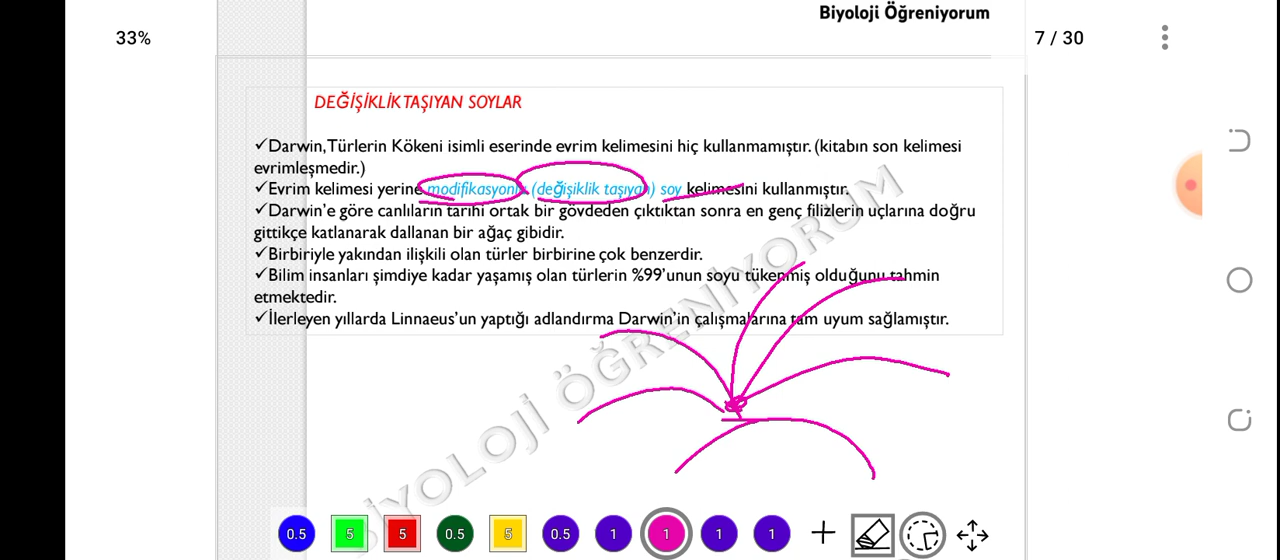 Biyoloji Öğreniyorum
33%
7 / 30
DEĞİŞİKLİK TAŞIYAN SOYLAR
✓Darwin,Türlerin Kökeni isimli eserinde evrim kelimesini hiç kullanmamıştır. (kitabın son kelimesi
evrimleşmedir.)
✓Evrim kelimesi yerine modifikasyonlu (değişiklik taşıyan) soy kelimesini kullanmıştır.
✓Darwin'e göre canlıların tarihi ortak bir gövdeden çıktıktan sonra en genç filizlerin uçlarına doğru
gittikçe katlanarak dallanan bir ağaç gibidir.
✓Birbiriyle yakından ilişkili olan türler birbirine çok benzerdir.
✓Bilim insanları şimdiye kadar yaşamış olan türlerin %99'unun soyu tükenmiş olduğunu tahmin
etmektedir.
✓İlerleyen yıllarda Linnaeus'un yaptığı adlandırma Darwin'in çalışmalarına tam uyum sağlamıştır.
BİYOLOJİ ÖĞRENİYORUM
0.5 5 5 0.5 5 0.5 1 1 1 1